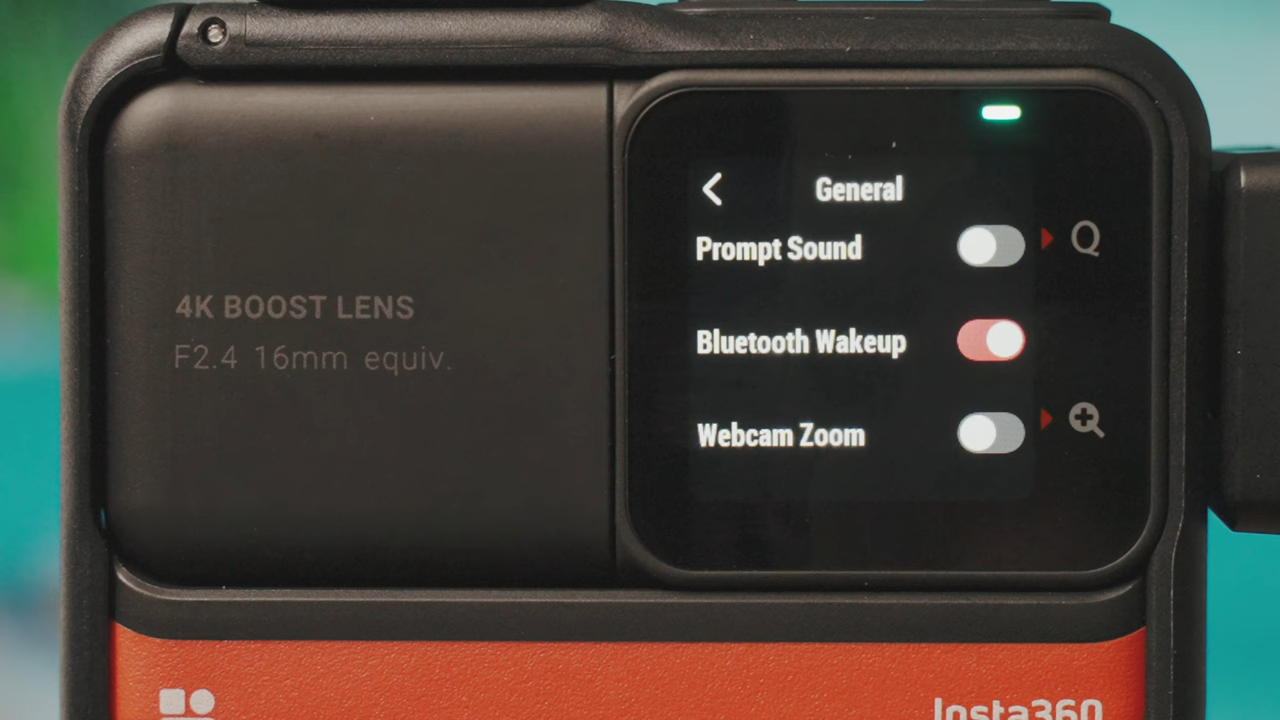 General
Prompt Sound
Q
Bluetooth Wakeup
Webcam Zoom
4K BOOST LENS
F2.4 16mm equiv.
Insta360